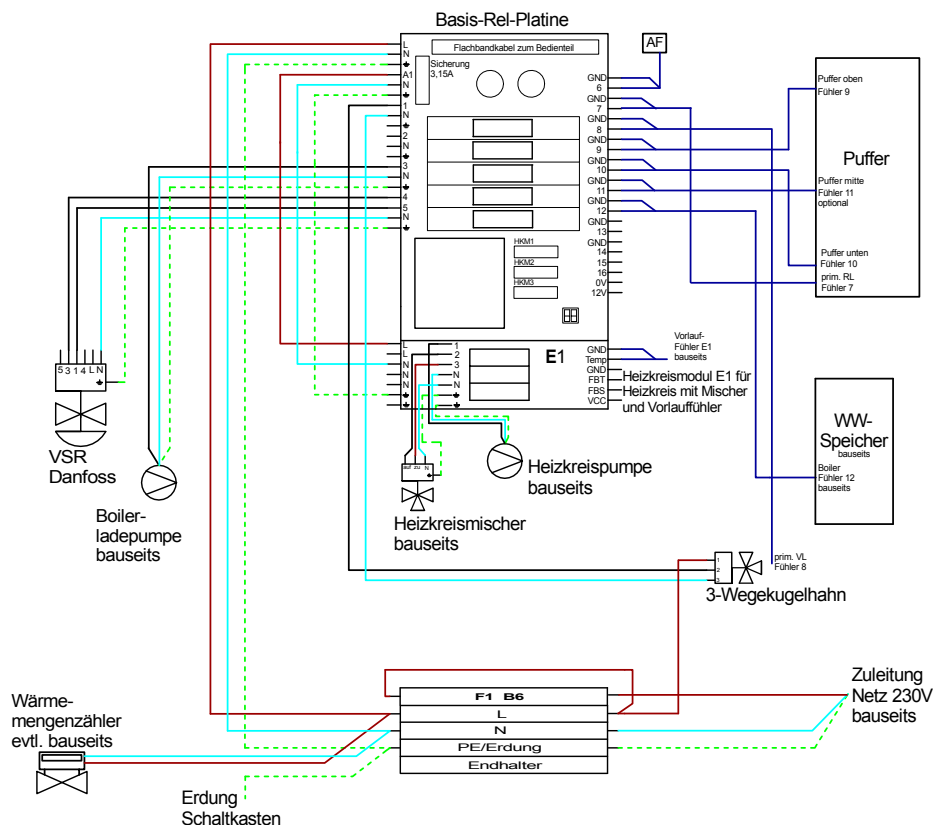 Basis-Rel-Platine
Flachbandkabel zum Bedienteil
Sicherung
3,15A
L
N
A1
N
1
N
2
N
3
N
4
5
N
GND
6
GND
7
GND
8
GND
9
GND
10
GND
11
GND
12
GND
13
GND
14
15
16
0V
12V
HKM1
HKM2
HKM3
AF
Puffer oben
Fühler 9
Puffer
Puffer mitte
Fühler 11
optional
Puffer unten
Fühler 10
prim. RL
Fühler 7
L
L
N
N
N
1
2
3
N
N
E1
GND
Temp
GND
FBT
FBS
VCC
Vorlauf-
Fühler E1
bauseits
Heizkreismodul E1 für
Heizkreis mit Mischer
und Vorlauffühler
WW-
Speicher
bauseits
Boiler
Fühler 12
bauseits
5 3 1 4 L N
VSR
Danfoss
Boiler-
ladepumpe
bauseits
auf zu N
Heizkreismischer
bauseits
Heizkreispumpe
bauseits
1
2
3
prim. VL
Fühler 8
3-Wegekugelhahn
F1 B6
L
N
PE/Erdung
Endhalter
Zuleitung
Netz 230V
bauseits
Wärme-
mengenzähler
evtl. bauseits
Erdung
Schaltkasten